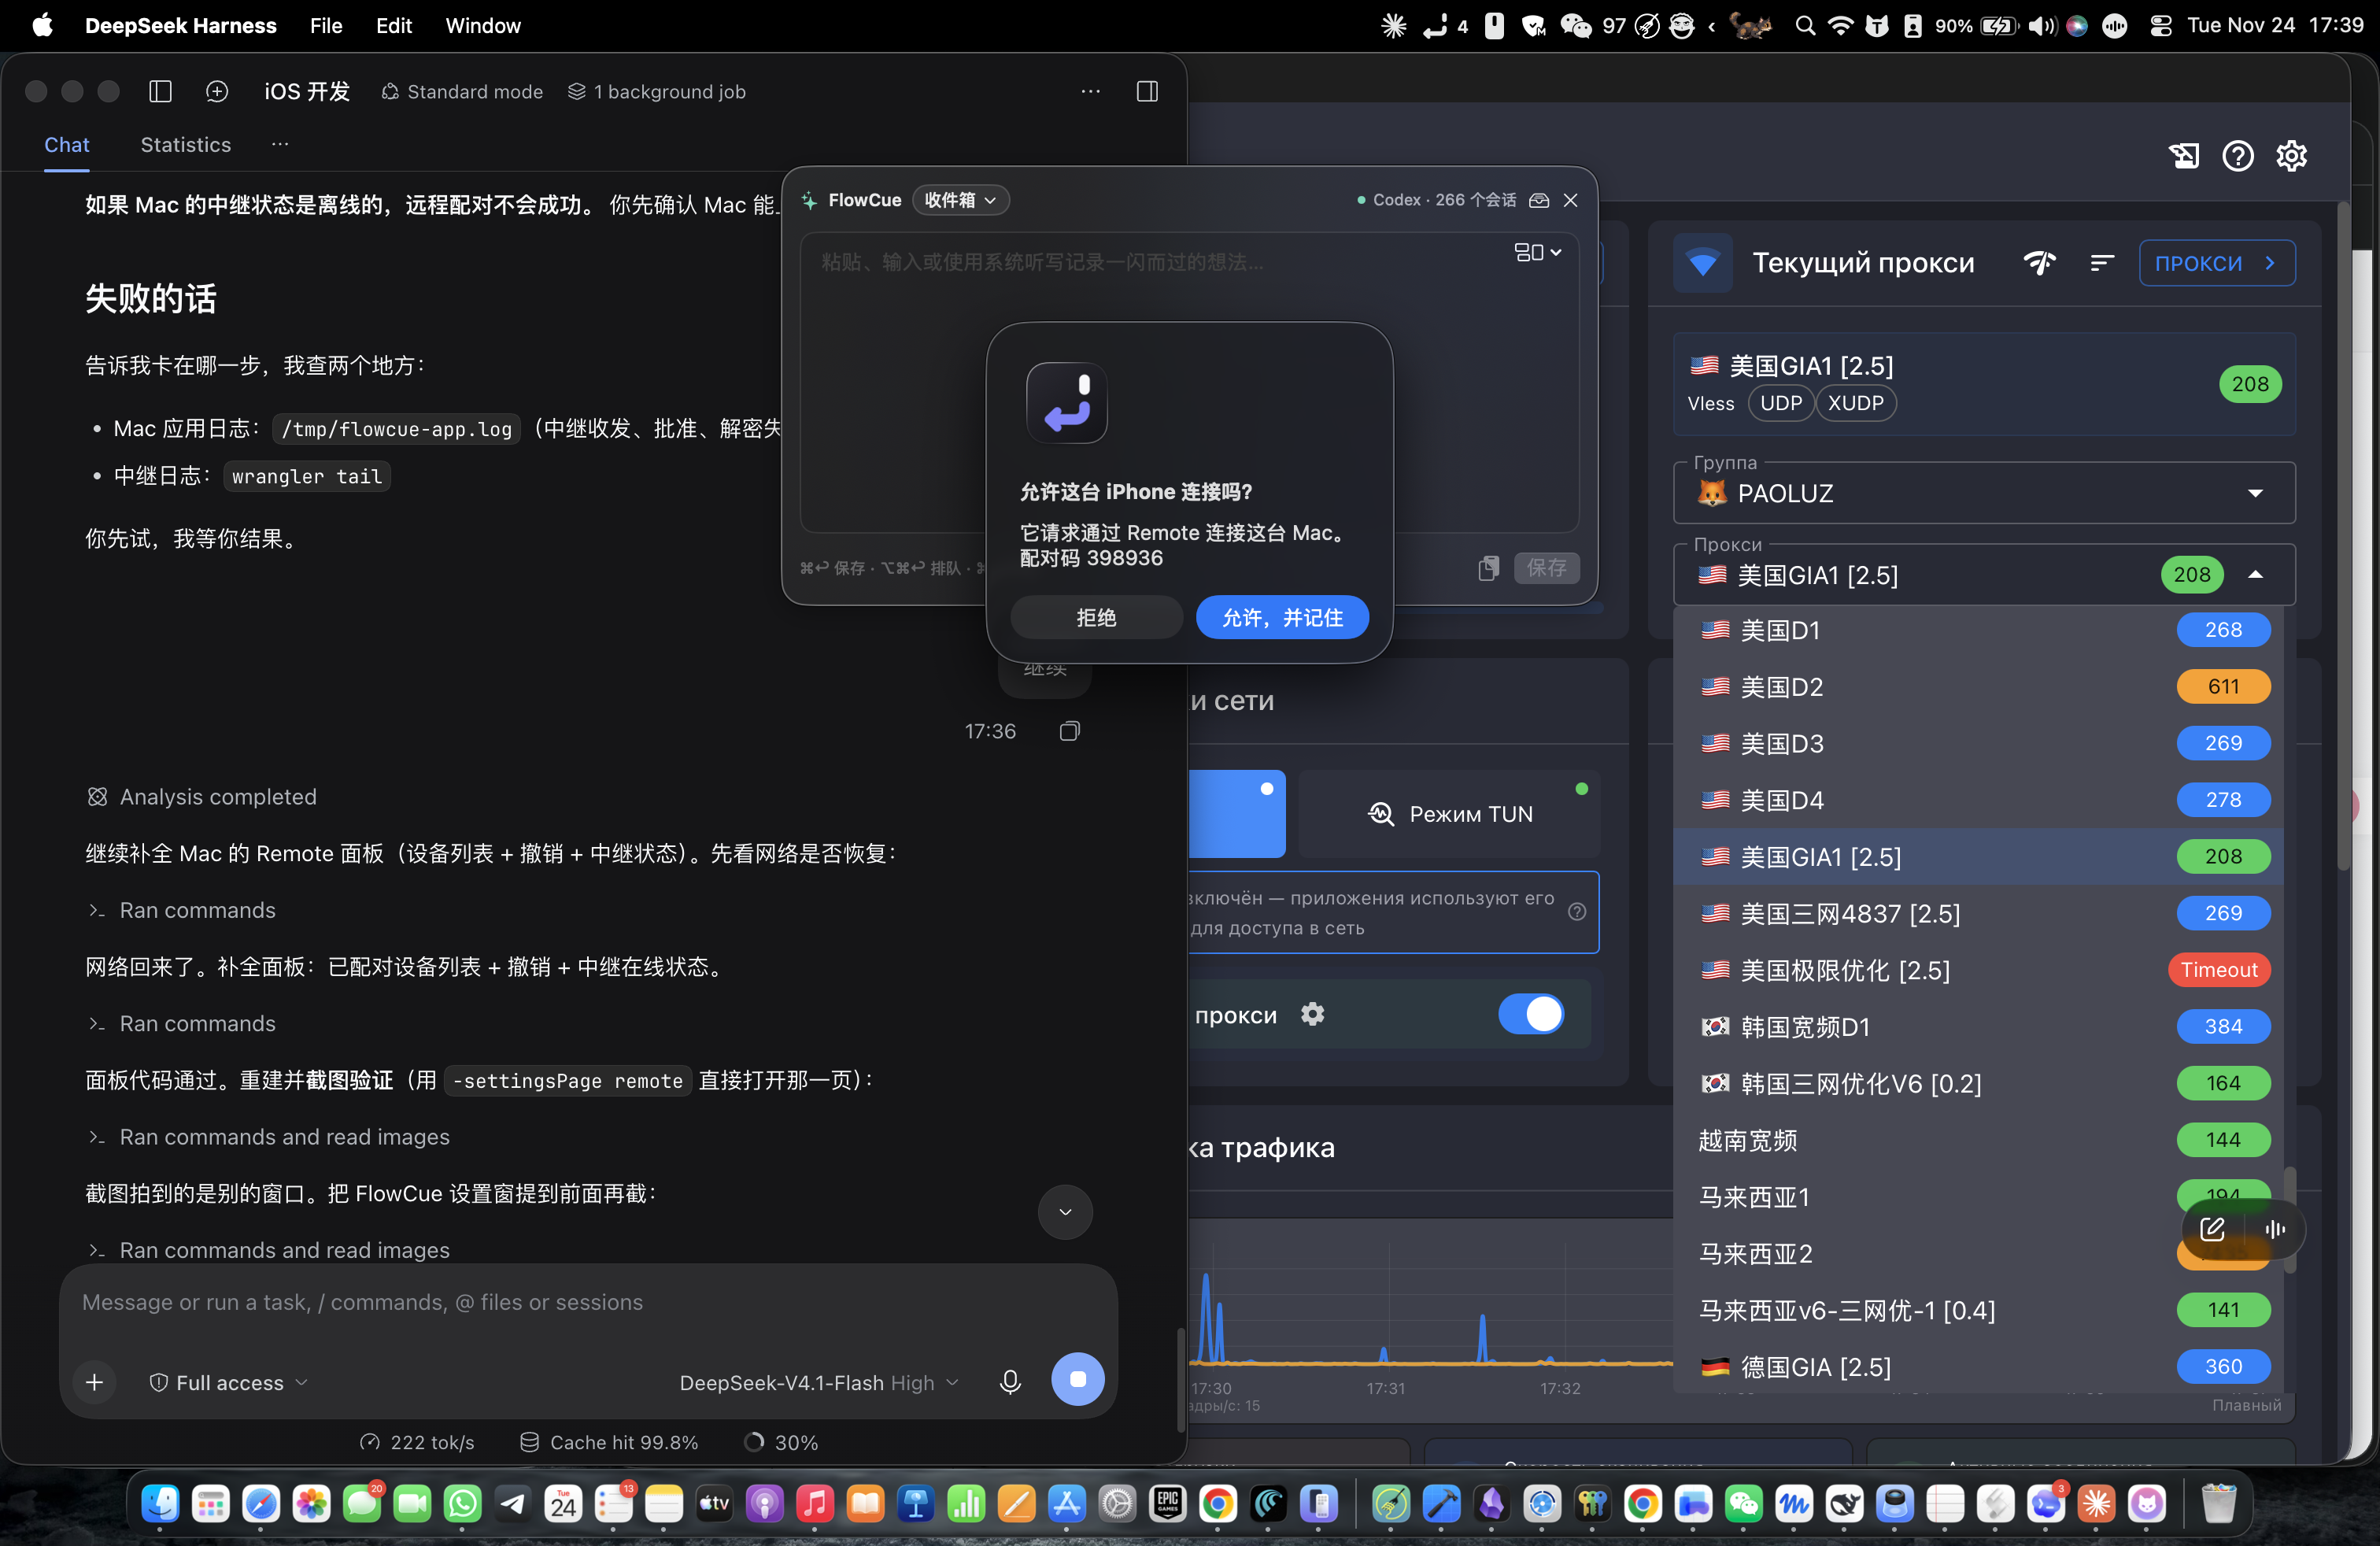 DeepSeek Harness File Edit Window
4 97 90% Tue Nov 24 17:39
iOS 开发 Standard mode 1 background job
Chat Statistics
如果 Mac 的中继状态是离线的，远程配对不会成功。 你先确认 Mac 能
失败的话
告诉我卡在哪一步，我查两个地方：
• Mac 应用日志： /tmp/flowcue-app.log （中继收发、批准、解密失
• 中继日志： wrangler tail
你先试，我等你结果。
继续
17:36
Analysis completed
继续补全 Mac 的 Remote 面板（设备列表 + 撤销 + 中继状态）。先看网络是否恢复：
Ran commands
网络回来了。补全面板：已配对设备列表 + 撤销 + 中继在线状态。
Ran commands
面板代码通过。重建并截图验证（用 -settingsPage remote 直接打开那一页）：
Ran commands and read images
截图拍到的是别的窗口。把 FlowCue 设置窗提到前面再截：
Ran commands and read images
Message or run a task, / commands, @ files or sessions
Full access DeepSeek-V4.1-Flash High
222 tok/s Cache hit 99.8% 30%
FlowCue 收件箱 Codex · 266 个会话
粘贴、输入或使用系统听写记录一闪而过的想法...
⌘↩ 保存 · ⌥⌘↩ 排队 ·
保存
允许这台 iPhone 连接吗？
它请求通过 Remote 连接这台 Mac。
配对码 398936
拒绝 允许，并记住
Текущий прокси ПРОКСИ
美国GIA1 [2.5]
Vless UDP XUDP
208
Группа
PAOLUZ
Прокси
美国GIA1 [2.5] 208
美国D1 268
美国D2 611
美国D3 269
美国D4 278
美国GIA1 [2.5] 208
美国三网4837 [2.5] 269
美国极限优化 [2.5] Timeout
韩国宽频D1 384
韩国三网优化V6 [0.2] 164
越南宽频 144
马来西亚1 194
马来西亚2
马来西亚v6-三网优-1 [0.4] 141
德国GIA [2.5] 360
и сети
Режим TUN
включён — приложения используют его
для доступа в сеть
прокси
ка трафика
17:30 17:31 17:32
адры/с: 15
Плавный
20
Tue
24
13
tv
EPIC
GAMES
3